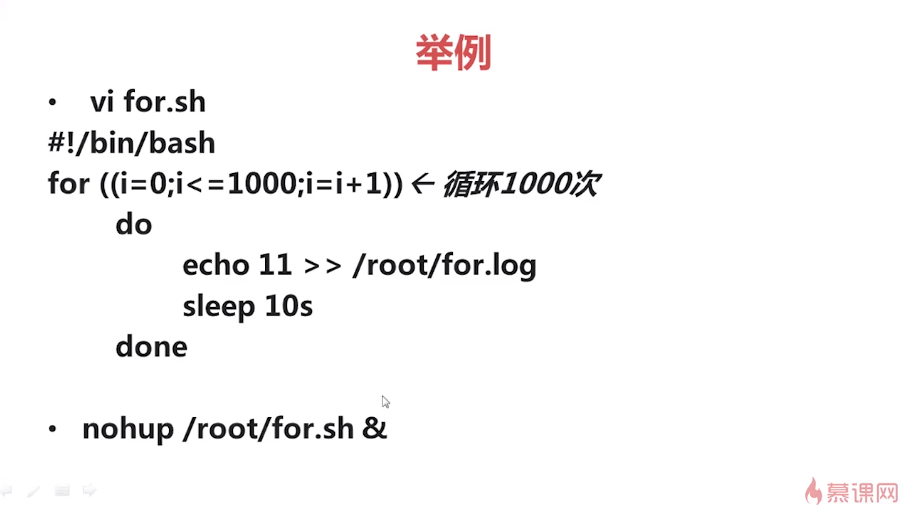 举例
• vi for.sh
#!/bin/bash
for ((i=0;i<=1000;i=i+1))← 循环1000次
do
echo 11 >> /root/for.log
sleep 10s
done
• nohup /root/for.sh &
慕课网